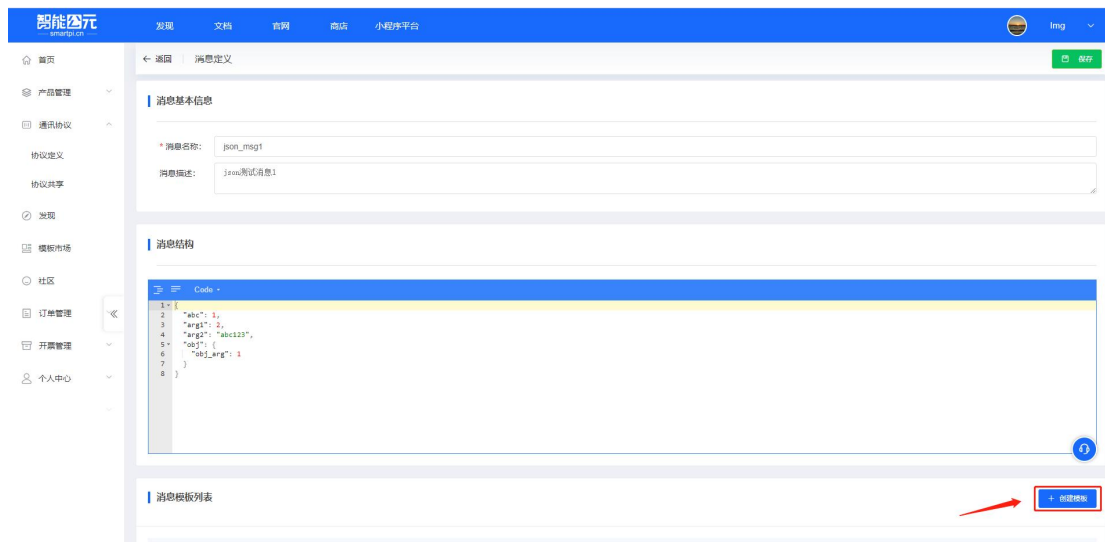 智能图元
smartpi.cn
发现 文档 官网 商店 小程序平台
lmg
首页
产品管理
通讯协议
协议定义
协议共享
发现
模板市场
社区
订单管理
开票管理
个人中心
← 返回 消息定义
保存
消息基本信息
* 消息名称: json_msg1
消息描述: json测试消息1
消息结构
Code
1 {
2 "abc": 1,
3 "arg1": 2,
4 "arg2": "abc123",
5 "obj": {
6 "obj_arg": 1
7 }
8 }
消息模板列表
+ 创建模板